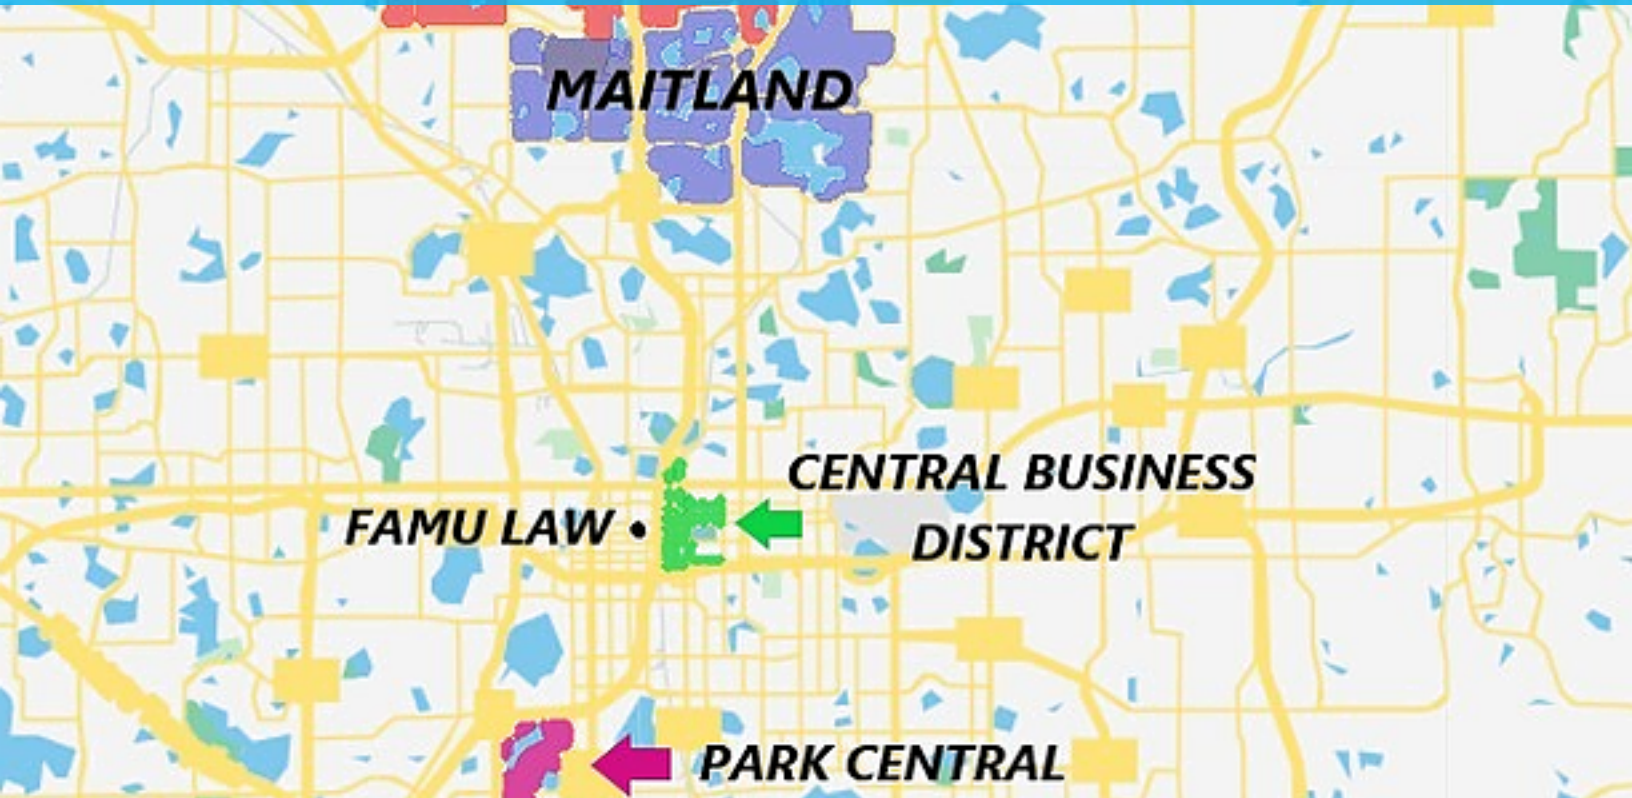 MAITLAND
CENTRAL BUSINESS
DISTRICT
FAMU LAW
PARK CENTRAL